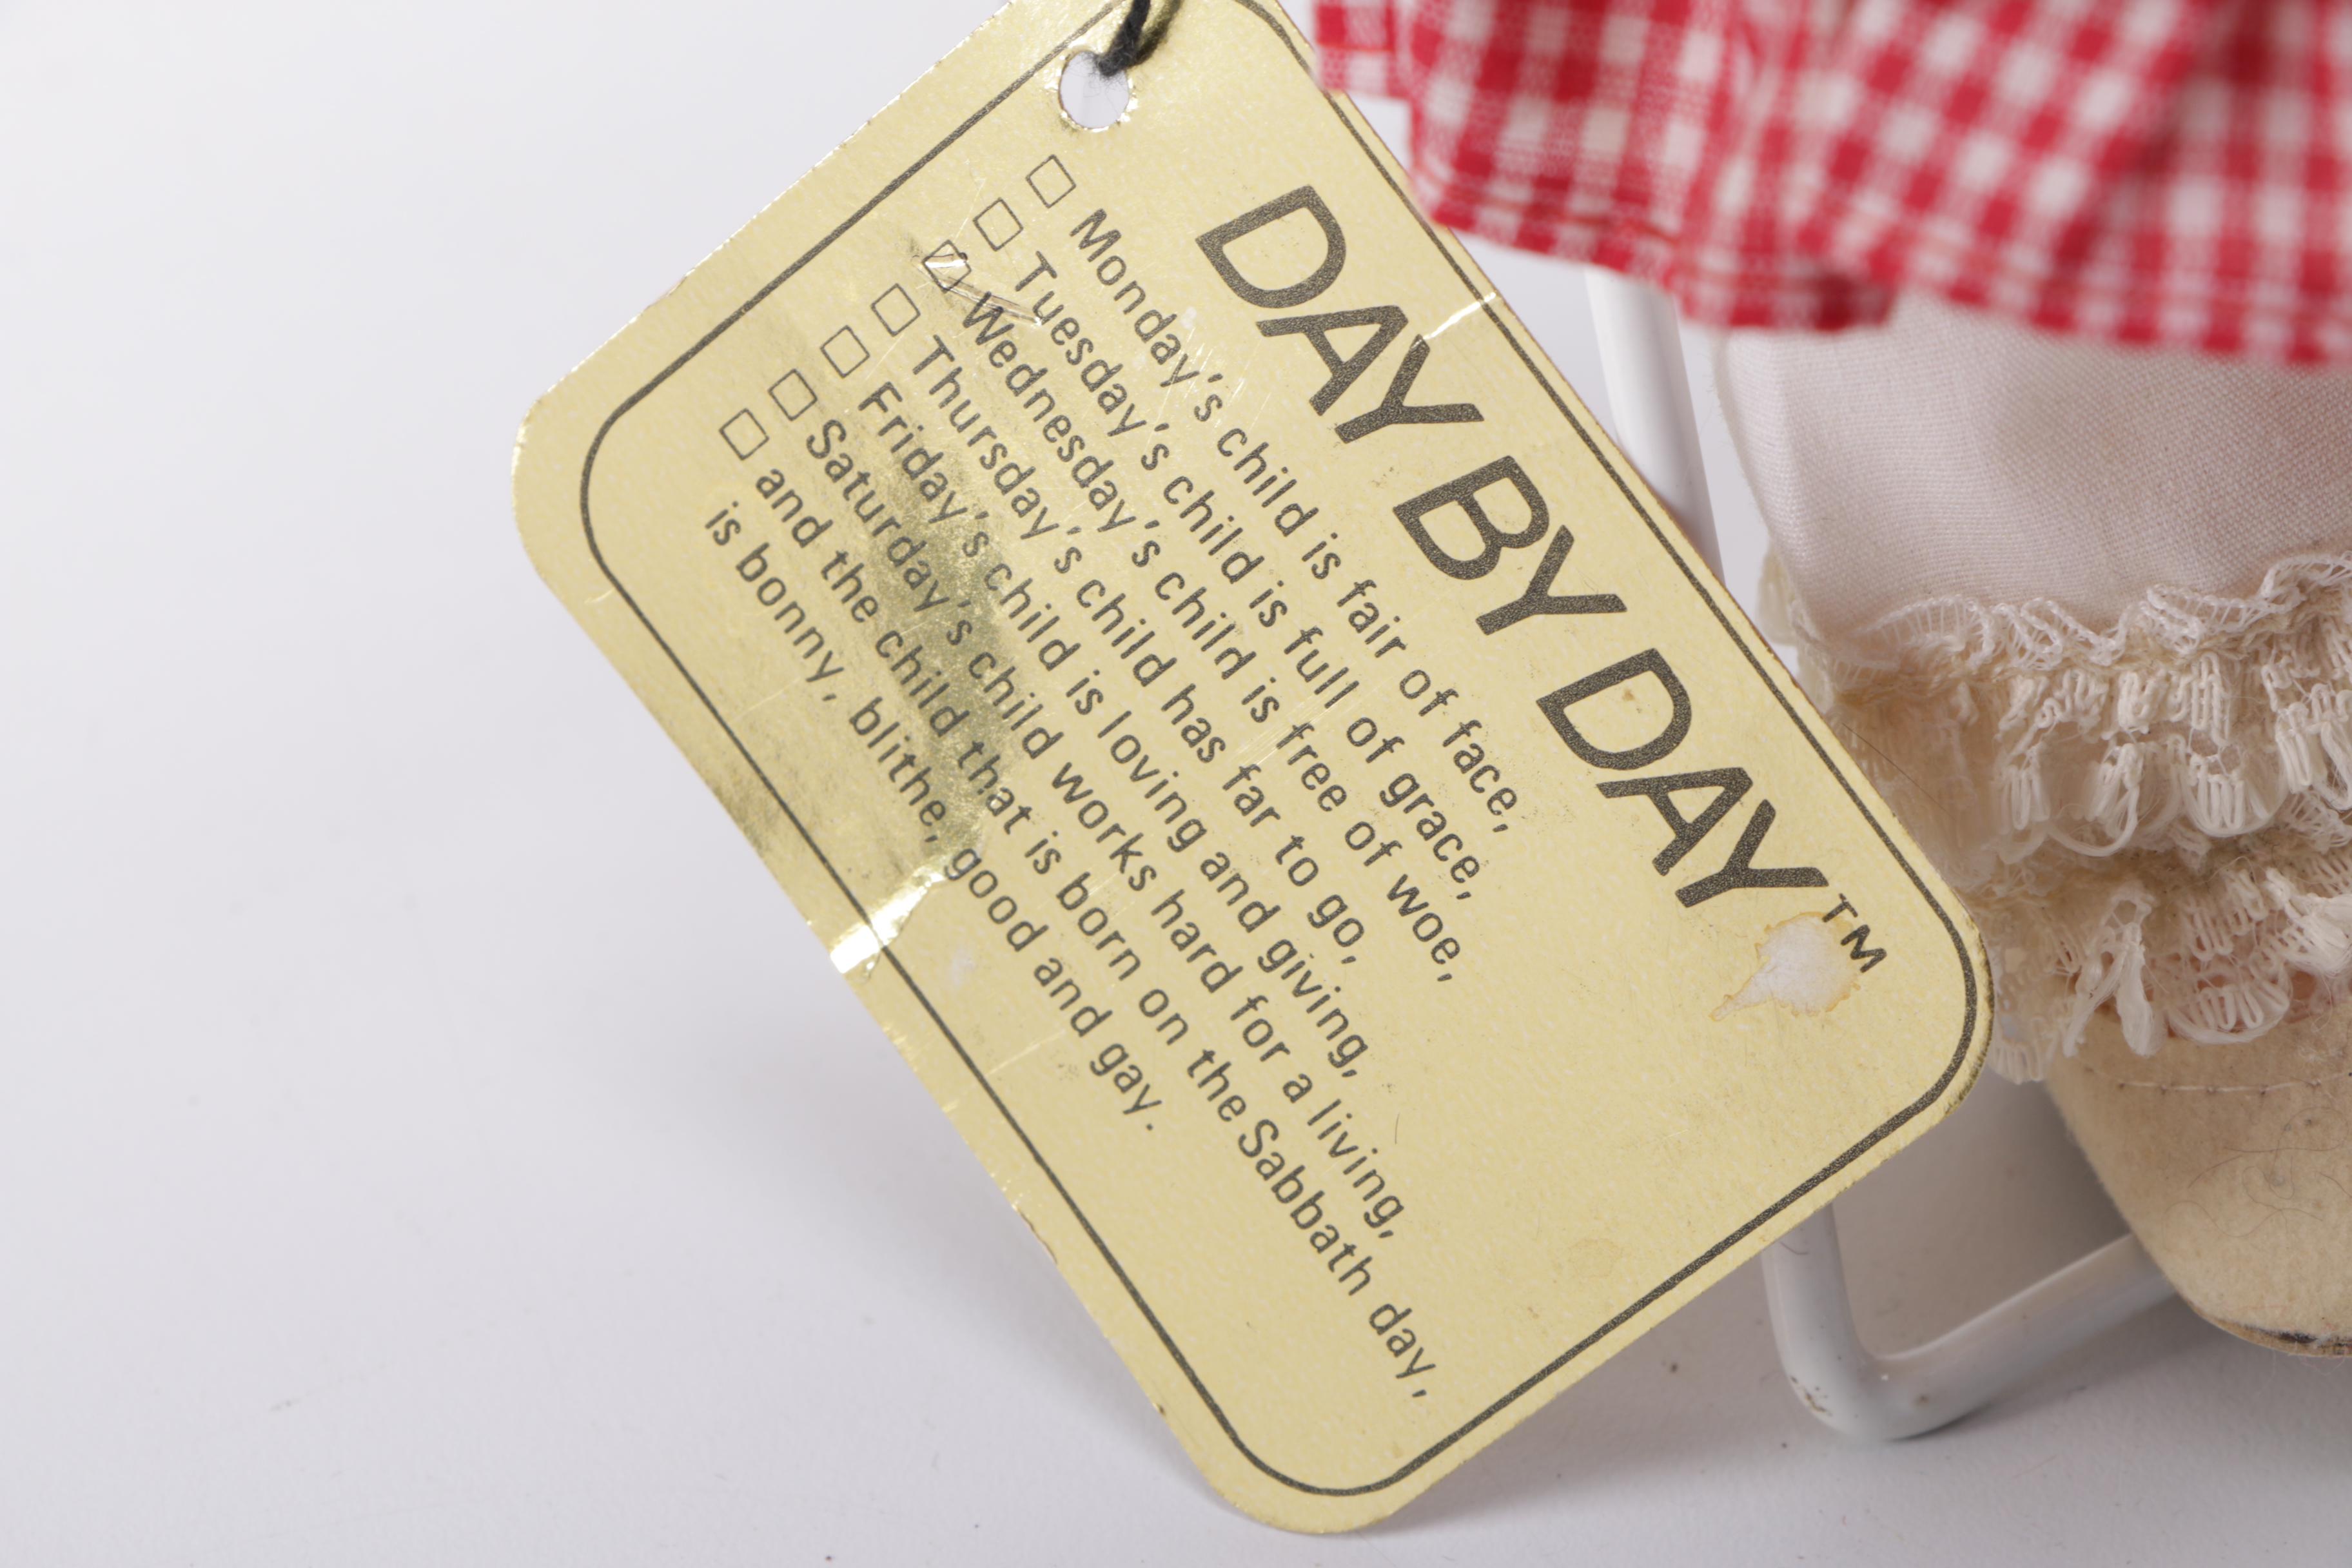 DAY BY DAY™
☐ Monday's child is fair of face,
☐ Tuesday's child is full of grace,
☑ Wednesday's child is free of woe,
☐ Thursday's child has far to go,
☐ Friday's child is loving and giving,
☐ Saturday's child works hard for a living,
☐ and the child that is born on the Sabbath day,
is bonny, blithe, good and gay.